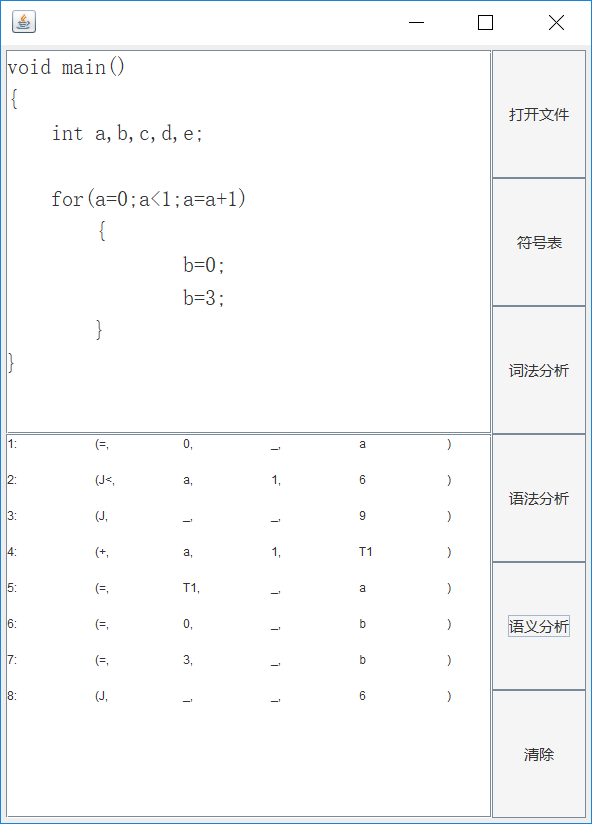 void main()
{
int a,b,c,d,e;
for(a=0;a<1;a=a+1)
{
b=0;
b=3;
}
}
1: (=, 0, _, a )
2: (J<, a, 1, 6 )
3: (J, _, _, 9 )
4: (+, a, 1, T1 )
5: (=, T1, _, a )
6: (=, 0, _, b )
7: (=, 3, _, b )
8: (J, _, _, 6 )
打开文件
符号表
词法分析
语法分析
语义分析
清除